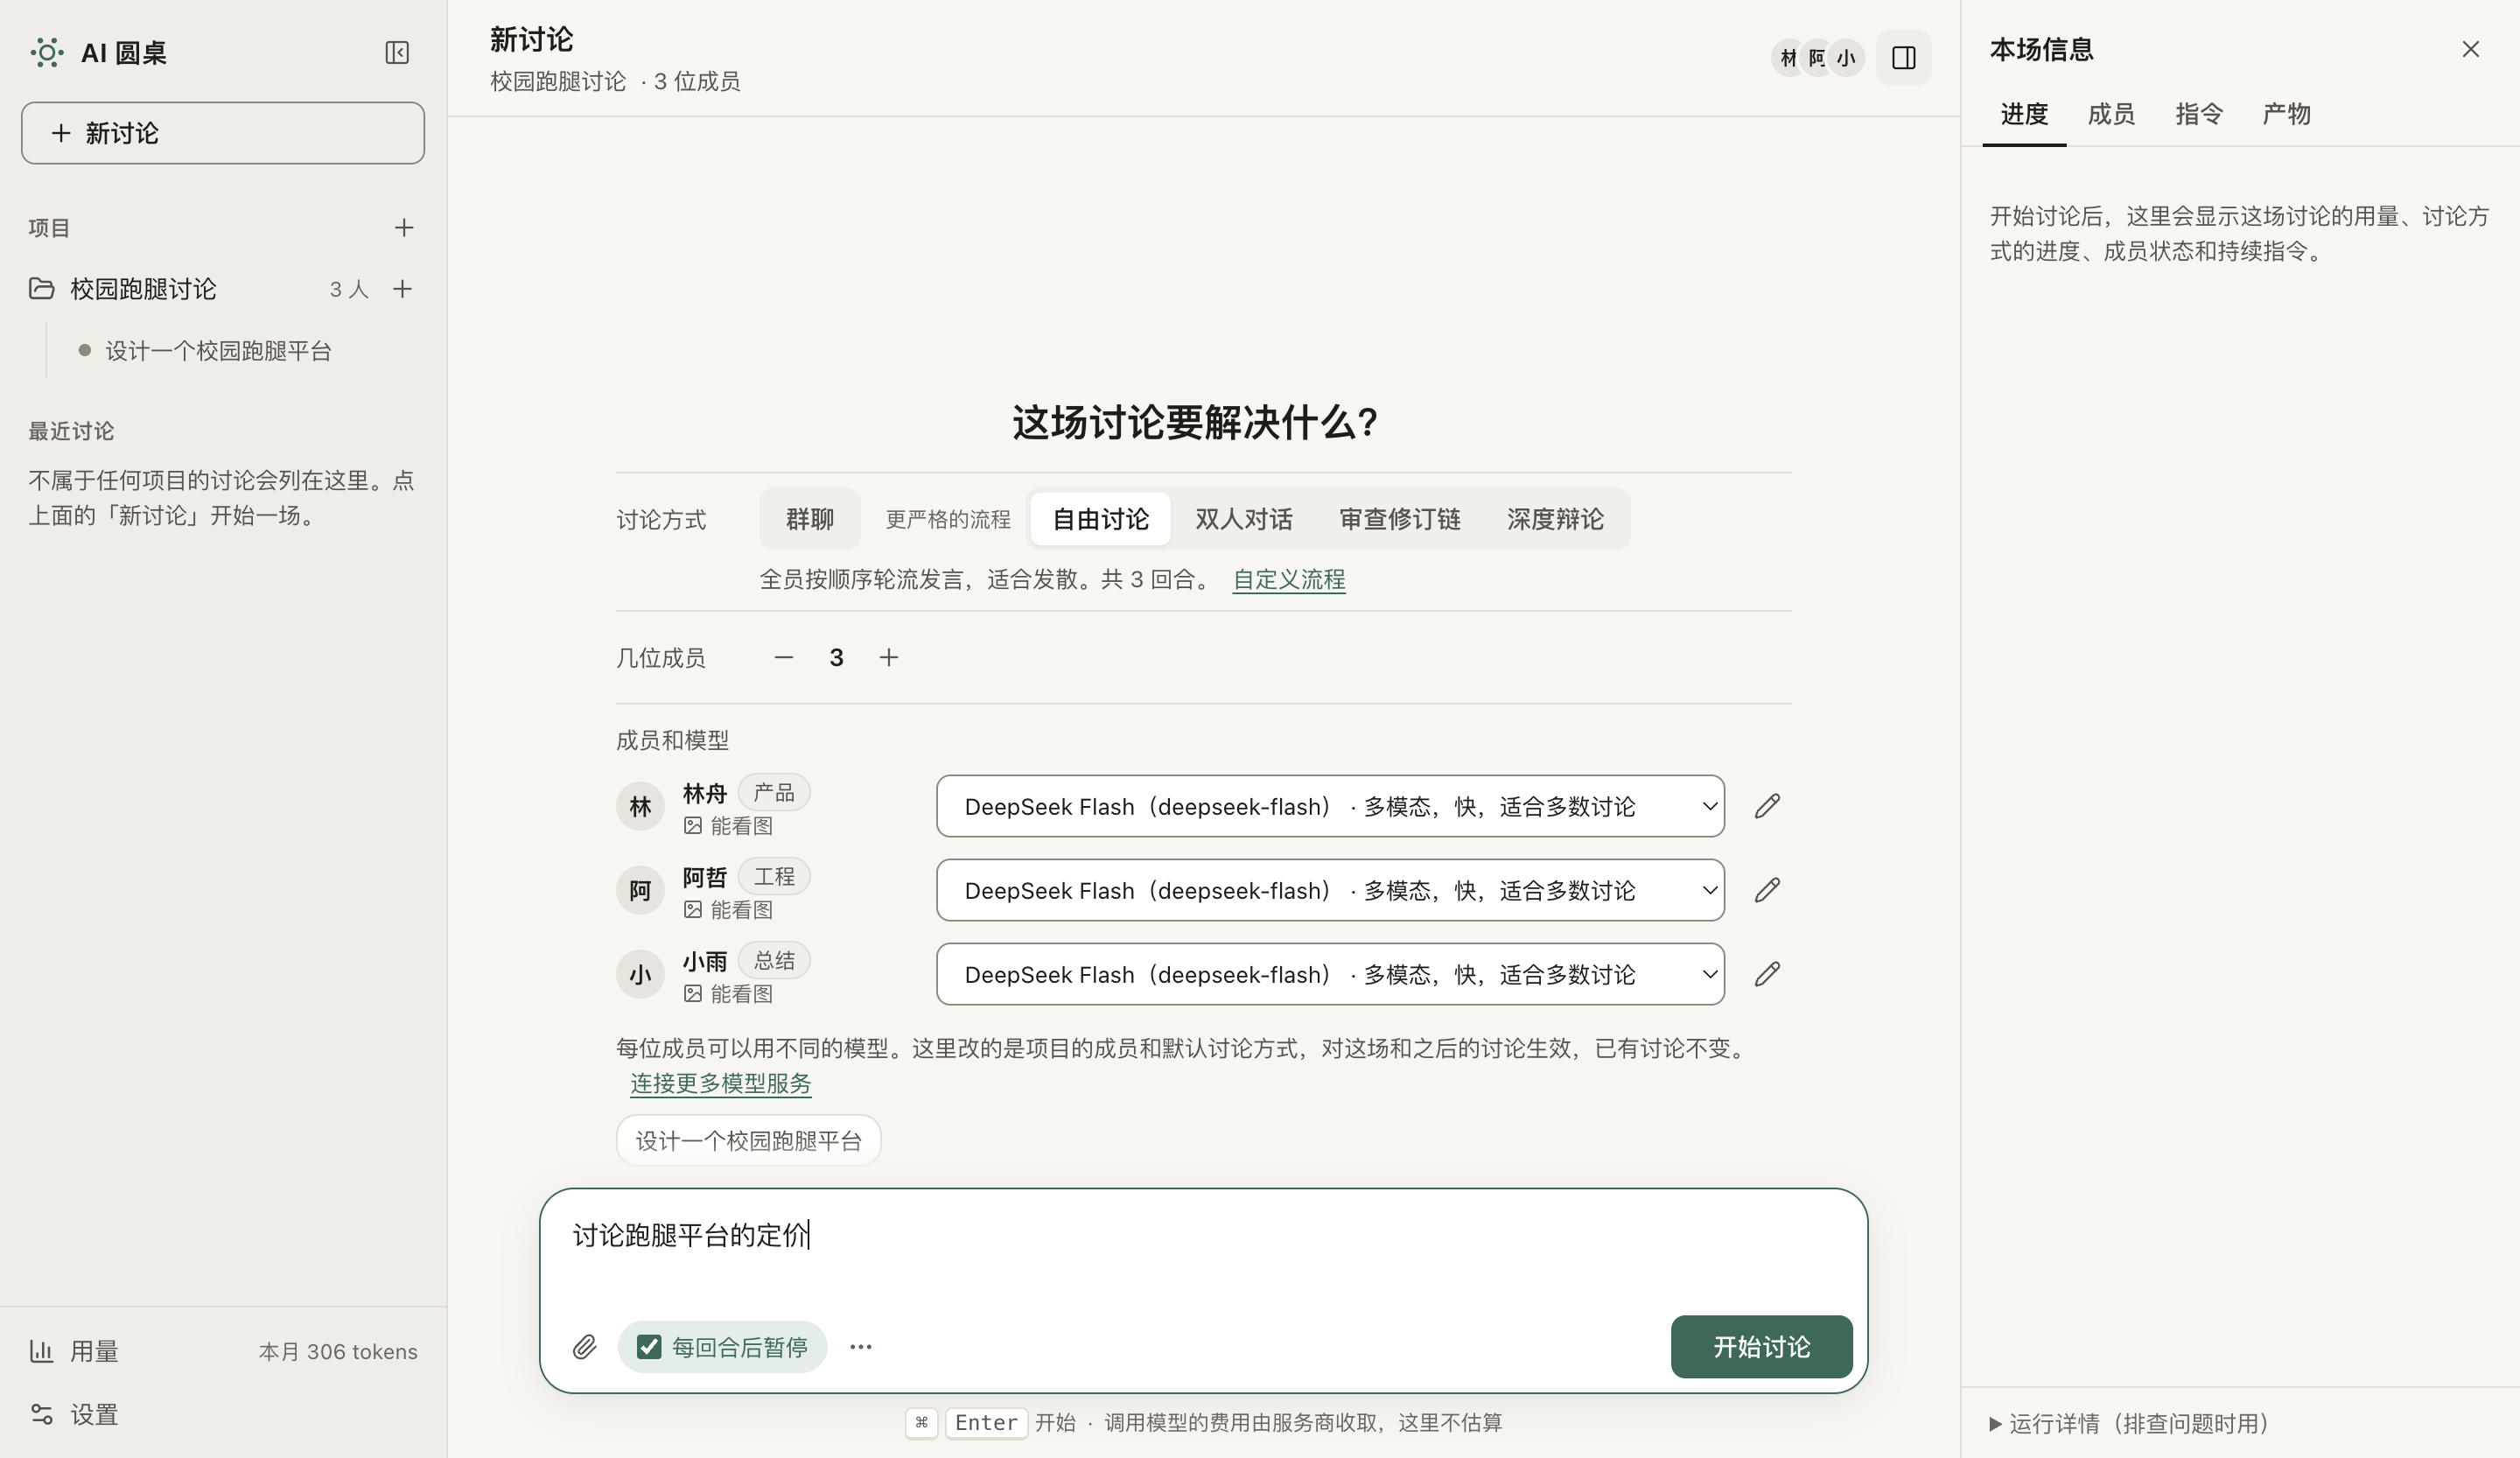 AI 圆桌
新讨论
项目
校园跑腿讨论 3 人
设计一个校园跑腿平台
最近讨论
不属于任何项目的讨论会列在这里。点
上面的「新讨论」开始一场。
用量 本月 306 tokens
设置
新讨论
校园跑腿讨论 · 3 位成员
林 阿 小
这场讨论要解决什么?
讨论方式 群聊 更严格的流程 自由讨论 双人对话 审查修订链 深度辩论
全员按顺序轮流发言，适合发散。共 3 回合。 自定义流程
几位成员 3
成员和模型
林 林舟 产品
能看图
DeepSeek Flash（deepseek-flash） · 多模态，快，适合多数讨论
阿 阿哲 工程
能看图
DeepSeek Flash（deepseek-flash） · 多模态，快，适合多数讨论
小 小雨 总结
能看图
DeepSeek Flash（deepseek-flash） · 多模态，快，适合多数讨论
每位成员可以用不同的模型。这里改的是项目的成员和默认讨论方式，对这场和之后的讨论生效，已有讨论不变。
连接更多模型服务
设计一个校园跑腿平台
讨论跑腿平台的定价
每回合后暂停
开始讨论
⌘ Enter 开始 · 调用模型的费用由服务商收取，这里不估算
本场信息
进度 成员 指令 产物
开始讨论后，这里会显示这场讨论的用量、讨论方
式的进度、成员状态和持续指令。
运行详情（排查问题时用）